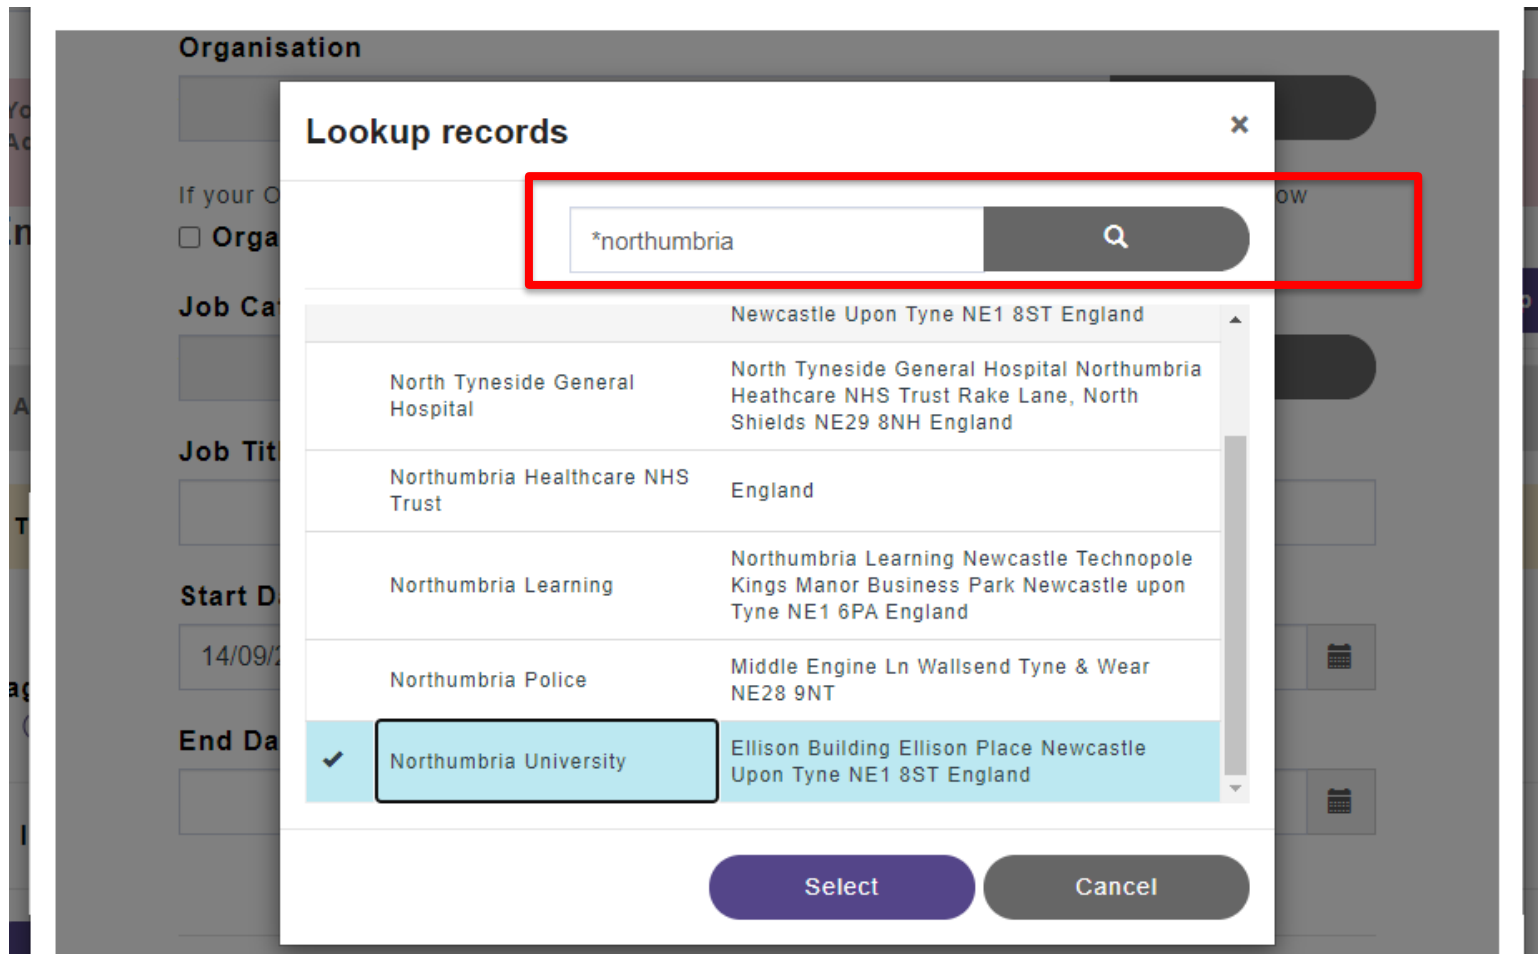 Organisation
Lookup records
×
If your O
ow
*northumbria
Orga
Job Cat
Newcastle Upon Tyne NE1 8ST England
North Tyneside General
Hospital
North Tyneside General Hospital Northumbria
Heathcare NHS Trust Rake Lane, North
Shields NE29 8NH England
Job Titl
Northumbria Healthcare NHS
Trust
England
Northumbria Learning
Northumbria Learning Newcastle Technopole
Kings Manor Business Park Newcastle upon
Tyne NE1 6PA England
Start D
14/09/2
Northumbria Police
Middle Engine Ln Wallsend Tyne & Wear
NE28 9NT
End Da
Northumbria University
Ellison Building Ellison Place Newcastle
Upon Tyne NE1 8ST England
Select
Cancel